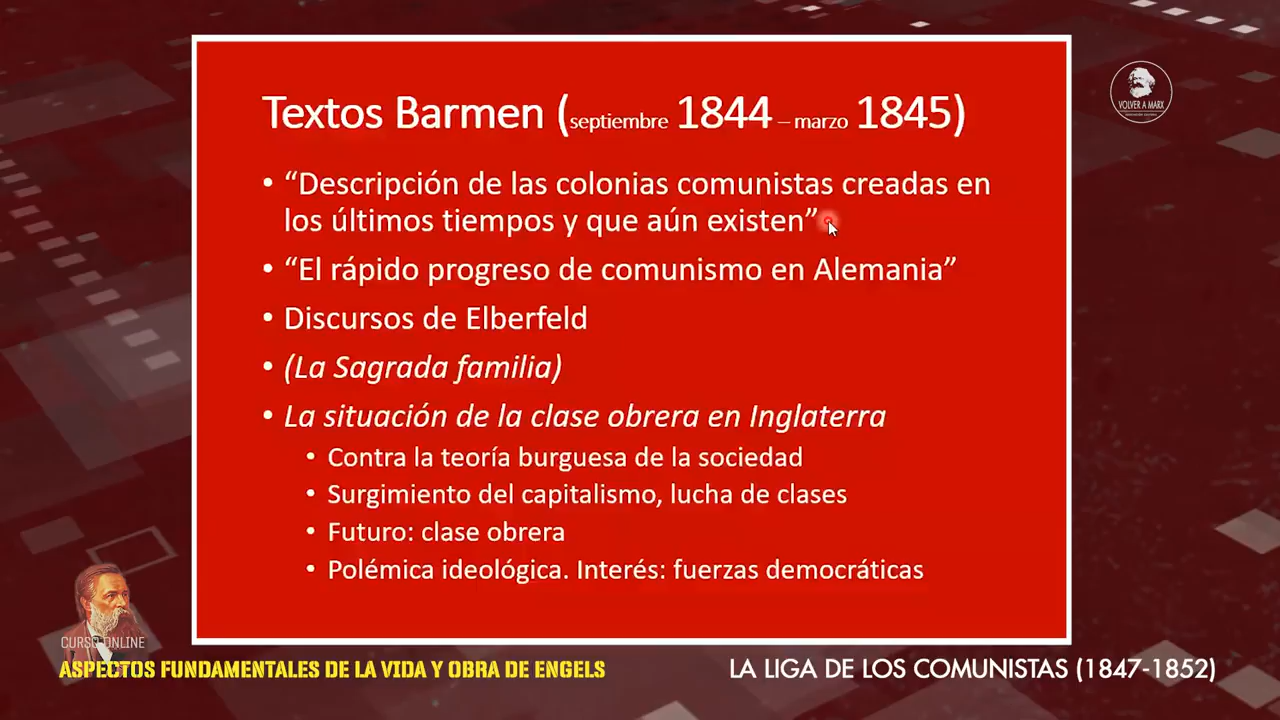 Textos Barmen (septiembre 1844 – marzo 1845)
VOLVER A MARX
• “Descripción de las colonias comunistas creadas en
los últimos tiempos y que aún existen”
• “El rápido progreso de comunismo en Alemania”
• Discursos de Elberfeld
• (La Sagrada familia)
• La situación de la clase obrera en Inglaterra
• Contra la teoría burguesa de la sociedad
• Surgimiento del capitalismo, lucha de clases
• Futuro: clase obrera
• Polémica ideológica. Interés: fuerzas democráticas
CURSO ONLINE
ASPECTOS FUNDAMENTALES DE LA VIDA Y OBRA DE ENGELS
LA LIGA DE LOS COMUNISTAS (1847-1852)